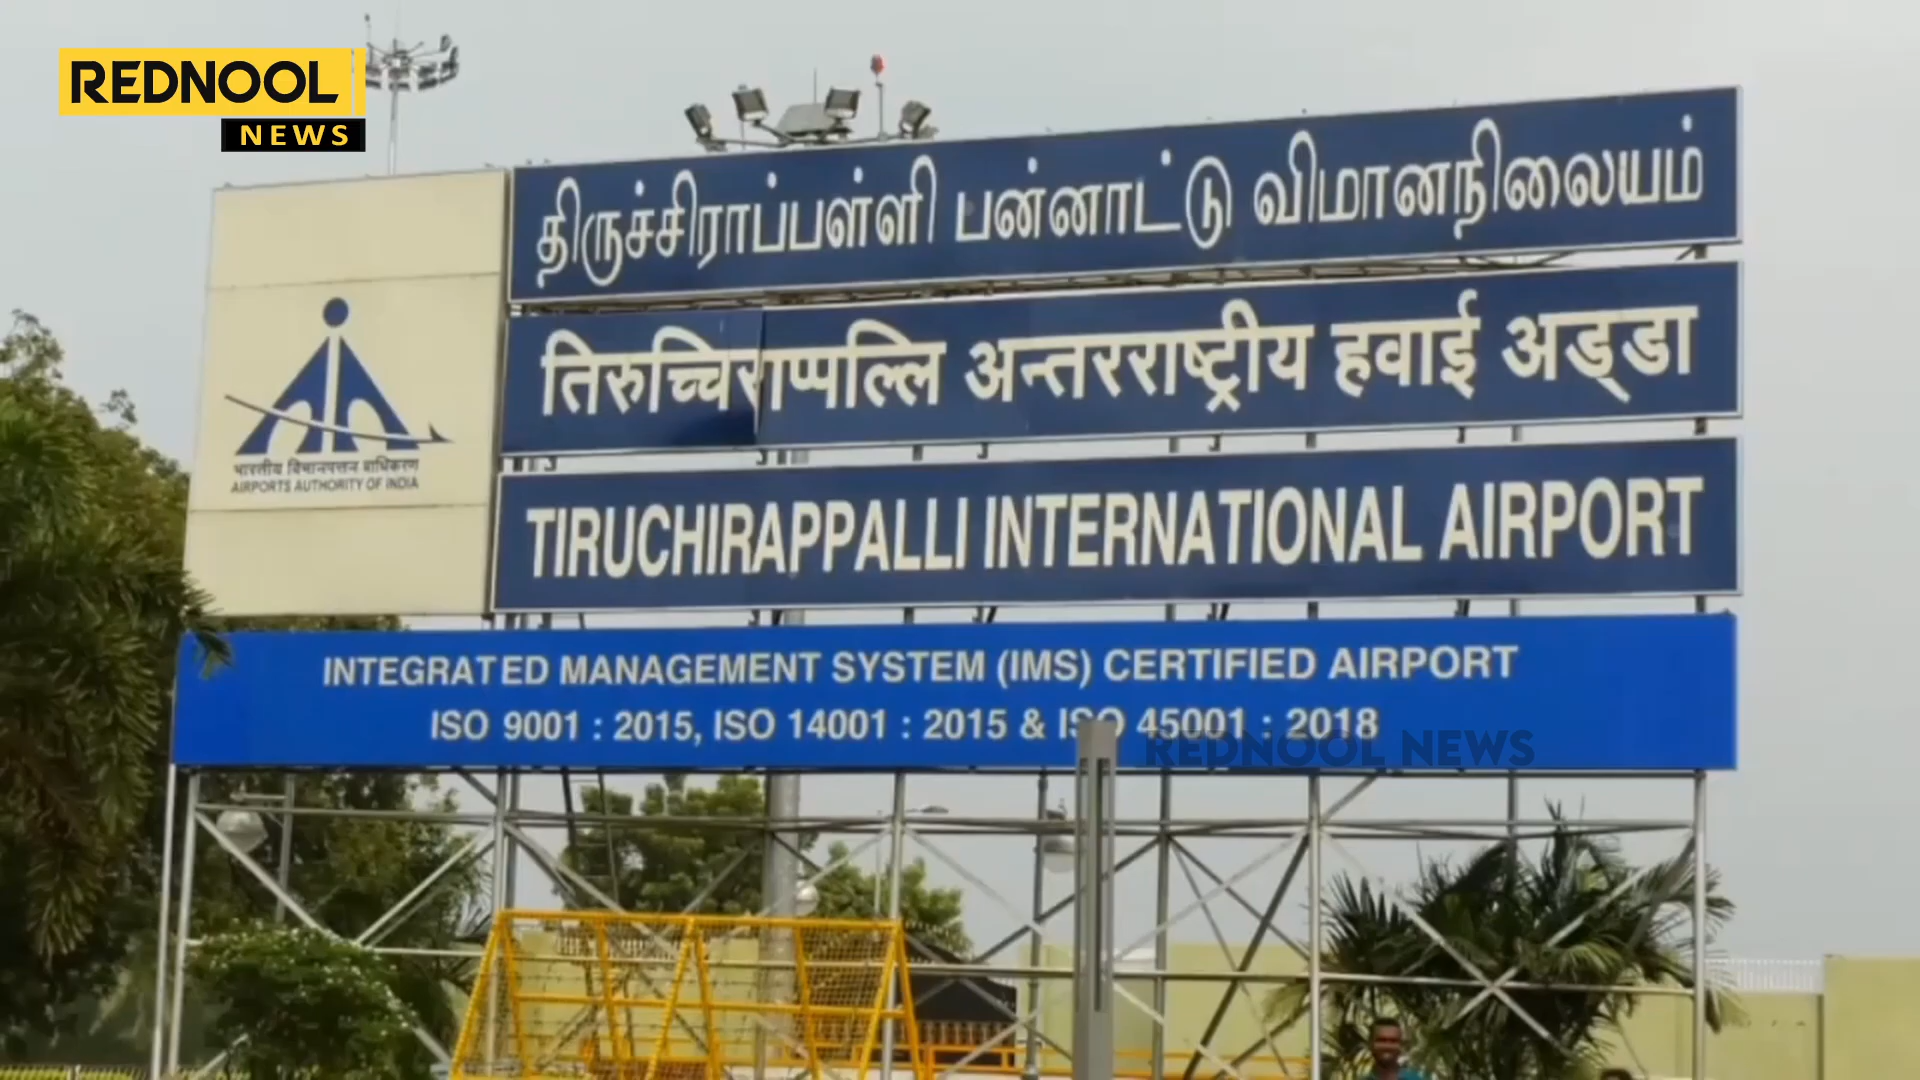 REDNOOL
NEWS
திருச்சிராப்பள்ளி பன்னாட்டு விமானநிலையம்
तिरुच्चिराप्पल्लि अन्तरराष्ट्रीय हवाई अड्डा
भारतीय विमानपत्तन प्राधिकरण
AIRPORTS AUTHORITY OF INDIA
TIRUCHIRAPPALLI INTERNATIONAL AIRPORT
INTEGRATED MANAGEMENT SYSTEM (IMS) CERTIFIED AIRPORT
ISO 9001 : 2015, ISO 14001 : 2015 & ISO 45001 : 2018
REDNOOL NEWS